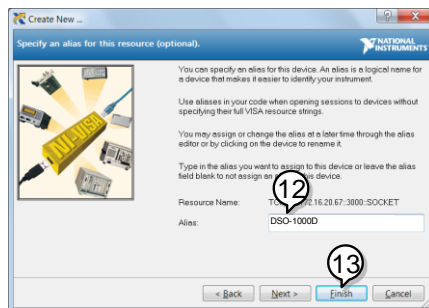 Create New ...
Specify an alias for this resource (optional).
NATIONAL
INSTRUMENTS
You can specify an alias for this device. An alias is a logical name for
a device that makes it easier to identify your instrument.
Use aliases in your code when opening sessions to devices without
specifying their full VISA resource strings.
You may assign or change the alias at a later time through the alias
editor or by clicking on the device to rename it.
Type in the alias you want to assign to this device or leave the alias
field blank to not assign an this device.
NI-VISA
12
Resource Name: 72.16.20.67::3000::SOCKET
Alias: DSO-1000D
13
< Back Next > Finish Cancel